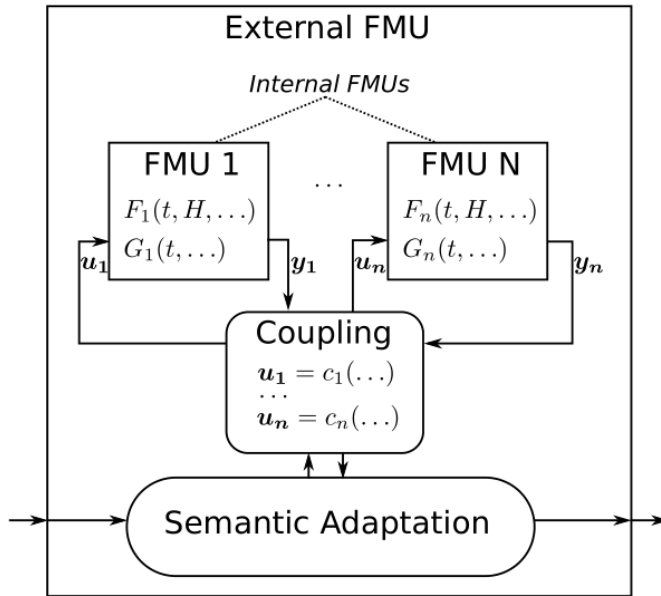 External FMU
Internal FMUs
FMU 1
F₁(t, H, ...)
G₁(t, ...)
...
FMU N
Fₙ(t, H, ...)
Gₙ(t, ...)
u₁
y₁
uₙ
yₙ
Coupling
u₁ = c₁(...)
...
uₙ = cₙ(...)
Semantic Adaptation